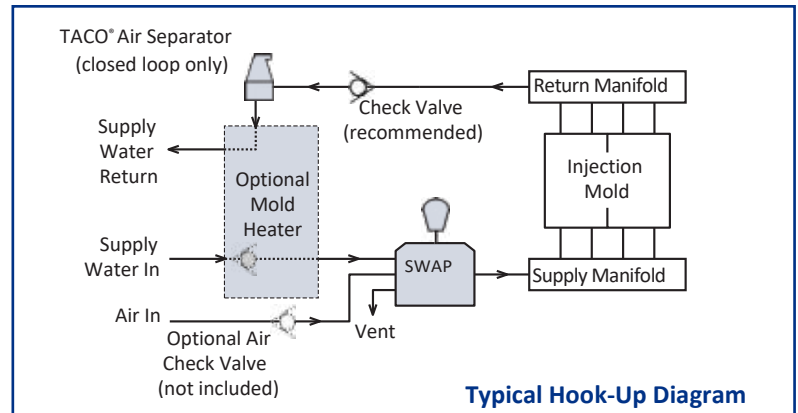 TACO® Air Separator
(closed loop only)
Check Valve
(recommended)
Return Manifold
Supply
Water
Return
Optional
Mold
Heater
Injection
Mold
Supply
Water In
SWAP
Supply Manifold
Air In
Vent
Optional Air
Check Valve
(not included)
Typical Hook-Up Diagram